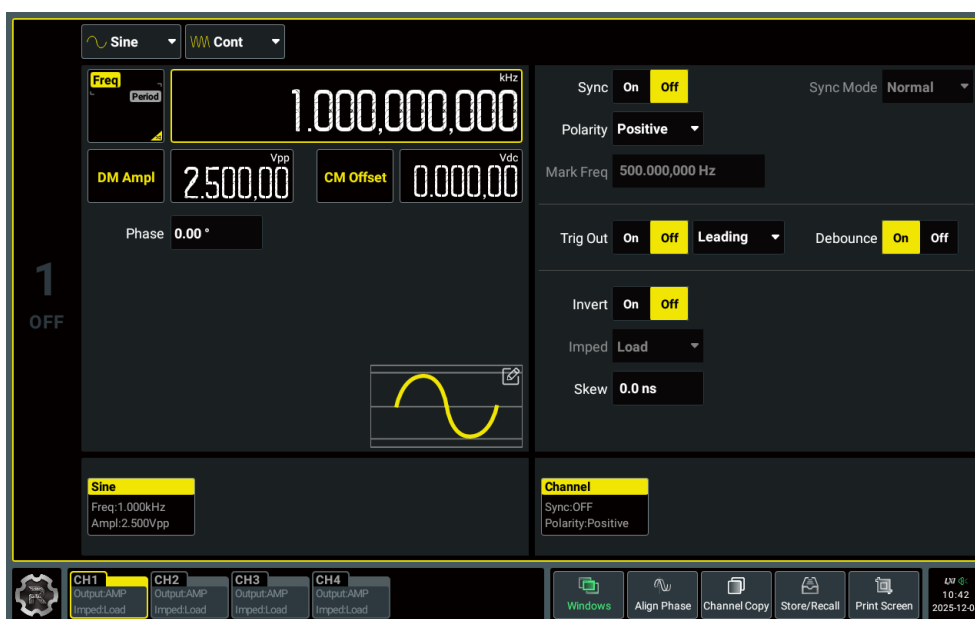 Sine
Cont
Freq
Period
kHz
1.000,000,000
Sync On Off
Sync Mode Normal
Polarity Positive
DM Ampl
Vpp
2.500,00
CM Offset
Vdc
0.000,00
Mark Freq 500.000,000 Hz
Phase 0.00 °
Trig Out On Off Leading
Debounce On Off
1
OFF
Invert On Off
Imped Load
Skew 0.0 ns
Sine
Freq:1.000kHz
Ampl:2.500Vpp
Channel
Sync:OFF
Polarity:Positive
CH1
Output:AMP
Imped:Load
CH2
Output:AMP
Imped:Load
CH3
Output:AMP
Imped:Load
CH4
Output:AMP
Imped:Load
Windows
Align Phase
Channel Copy
Store/Recall
Print Screen
LXI
10:42
2025-12-0